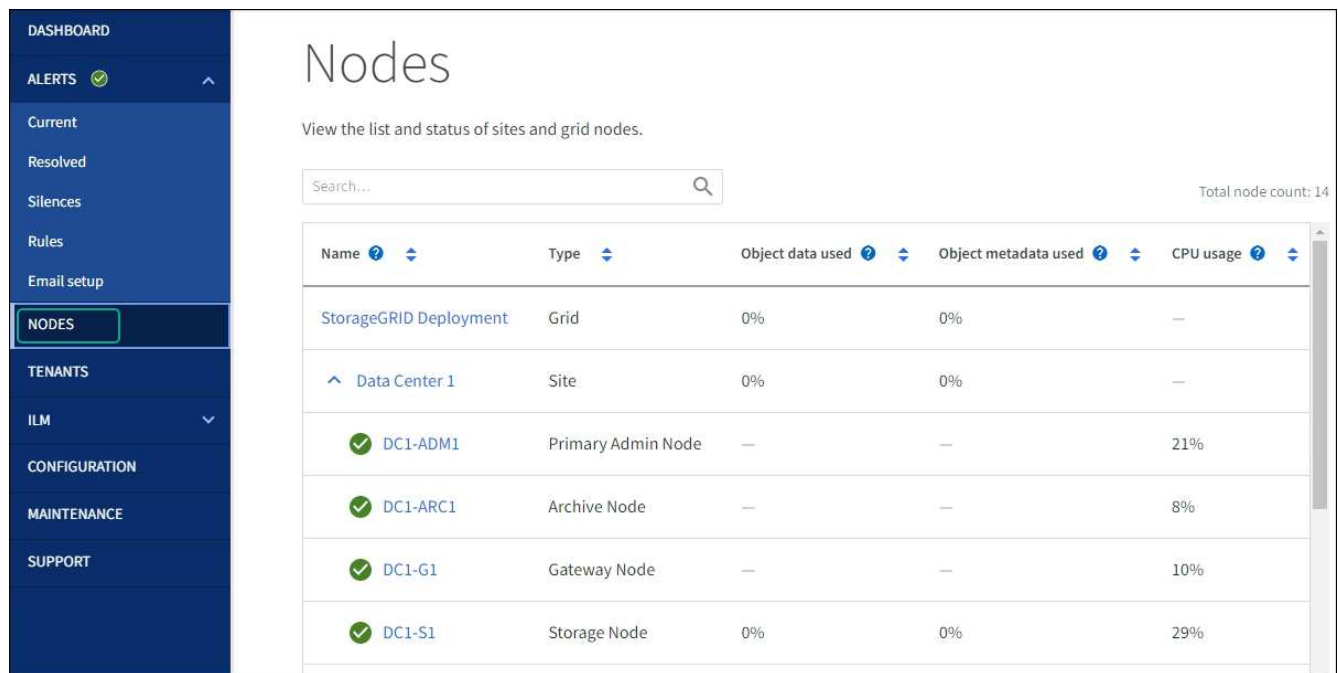 DASHBOARD
ALERTS
Current
Resolved
Silences
Rules
Email setup
NODES
TENANTS
ILM
CONFIGURATION
MAINTENANCE
SUPPORT
Nodes
View the list and status of sites and grid nodes.
Search...
Total node count: 14
Name ? Type Object data used ? Object metadata used ? CPU usage ?
StorageGRID Deployment Grid 0% 0% —
Data Center 1 Site 0% 0% —
DC1-ADM1 Primary Admin Node — — 21%
DC1-ARC1 Archive Node — — 8%
DC1-G1 Gateway Node — — 10%
DC1-S1 Storage Node 0% 0% 29%